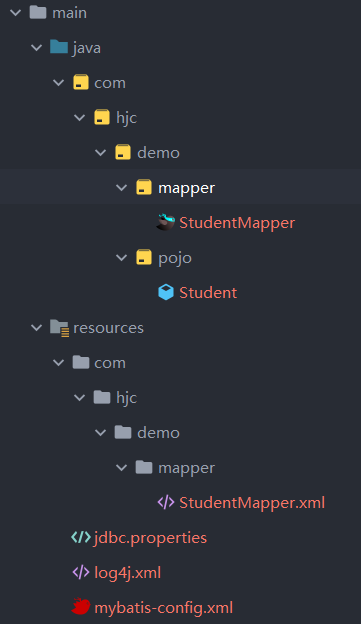 main
java
com
hjc
demo
mapper
StudentMapper
pojo
Student
resources
com
hjc
demo
mapper
StudentMapper.xml
jdbc.properties
log4j.xml
mybatis-config.xml